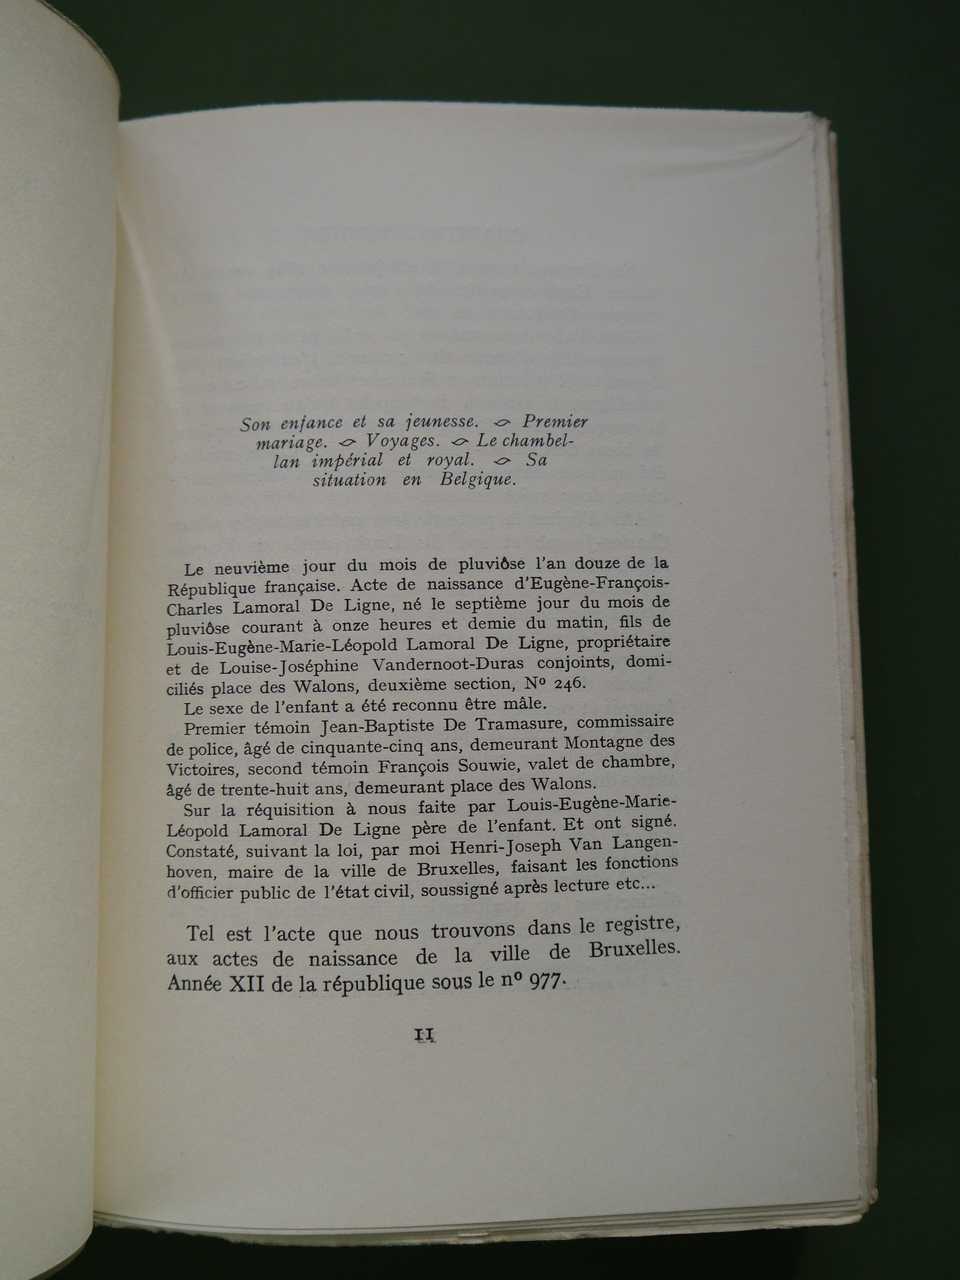 Son enfance et sa jeunesse. ⌔ Premier
mariage. ⌔ Voyages. ⌔ Le chambel-
lan impérial et royal. ⌔ Sa
situation en Belgique.
Le neuvième jour du mois de pluviôse l'an douze de la
République française. Acte de naissance d'Eugène-François-
Charles Lamoral De Ligne, né le septième jour du mois de
pluviôse courant à onze heures et demie du matin, fils de
Louis-Eugène-Marie-Léopold Lamoral De Ligne, propriétaire
et de Louise-Joséphine Vandernoot-Duras conjoints, domi-
ciliés place des Walons, deuxième section, Nº 246.
Le sexe de l'enfant a été reconnu être mâle.
Premier témoin Jean-Baptiste De Tramasure, commissaire
de police, âgé de cinquante-cinq ans, demeurant Montagne des
Victoires, second témoin François Souwie, valet de chambre,
âgé de trente-huit ans, demeurant place des Walons.
Sur la réquisition à nous faite par Louis-Eugène-Marie-
Léopold Lamoral De Ligne père de l'enfant. Et ont signé.
Constaté, suivant la loi, par moi Henri-Joseph Van Langen-
hoven, maire de la ville de Bruxelles, faisant les fonctions
d'officier public de l'état civil, soussigné après lecture etc...
Tel est l'acte que nous trouvons dans le registre,
aux actes de naissance de la ville de Bruxelles.
Année XII de la république sous le nº 977.
11